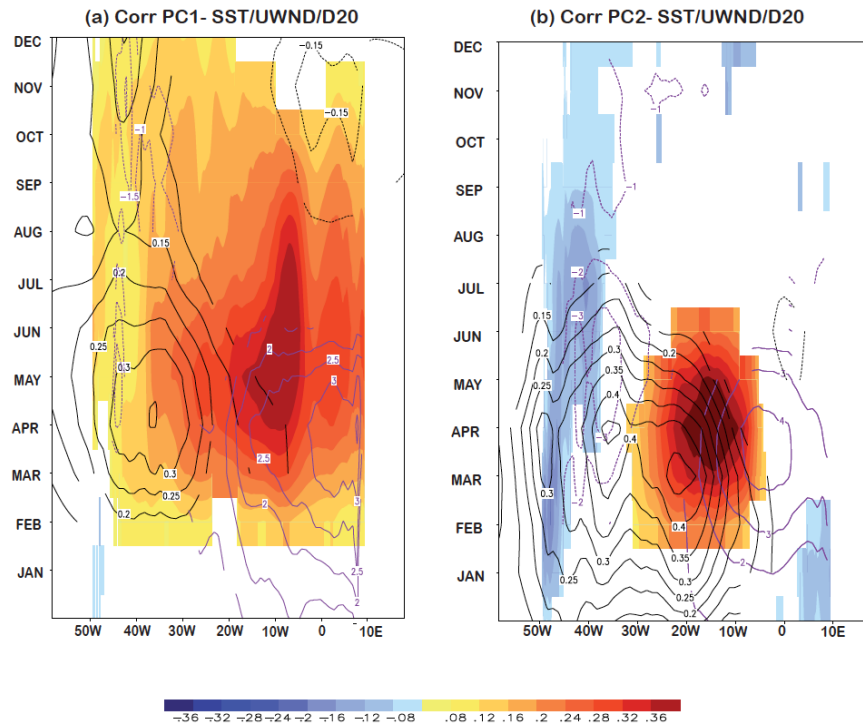 (a) Corr PC1- SST/UWND/D20
(b) Corr PC2- SST/UWND/D20
DEC
NOV
OCT
SEP
AUG
JUL
JUN
MAY
APR
MAR
FEB
JAN
50W 40W 30W 20W 10W 0 10E
-0.15
-0.15
-1
-1.5
0.15
0.2
0.25
0.3
2
2.5
3
2.5
0.3
0.25
0.2
2
3
2.5
2
DEC
NOV
OCT
SEP
AUG
JUL
JUN
MAY
APR
MAR
FEB
JAN
50W 40W 30W 20W 10W 0 10E
-1
-1
-1
-2
0.15
-3
0.2
0.25
0.3
0.2
0.3
0.35
0.25
3
0.4
4
0.4
0.3
-2
0.4
3
0.35
2
0.25
0.3
0.25
0.2
-.36 -.32 -.28 -.24 -.2 -.16 -.12 -.08 .08 .12 .16 .2 .24 .28 .32 .36